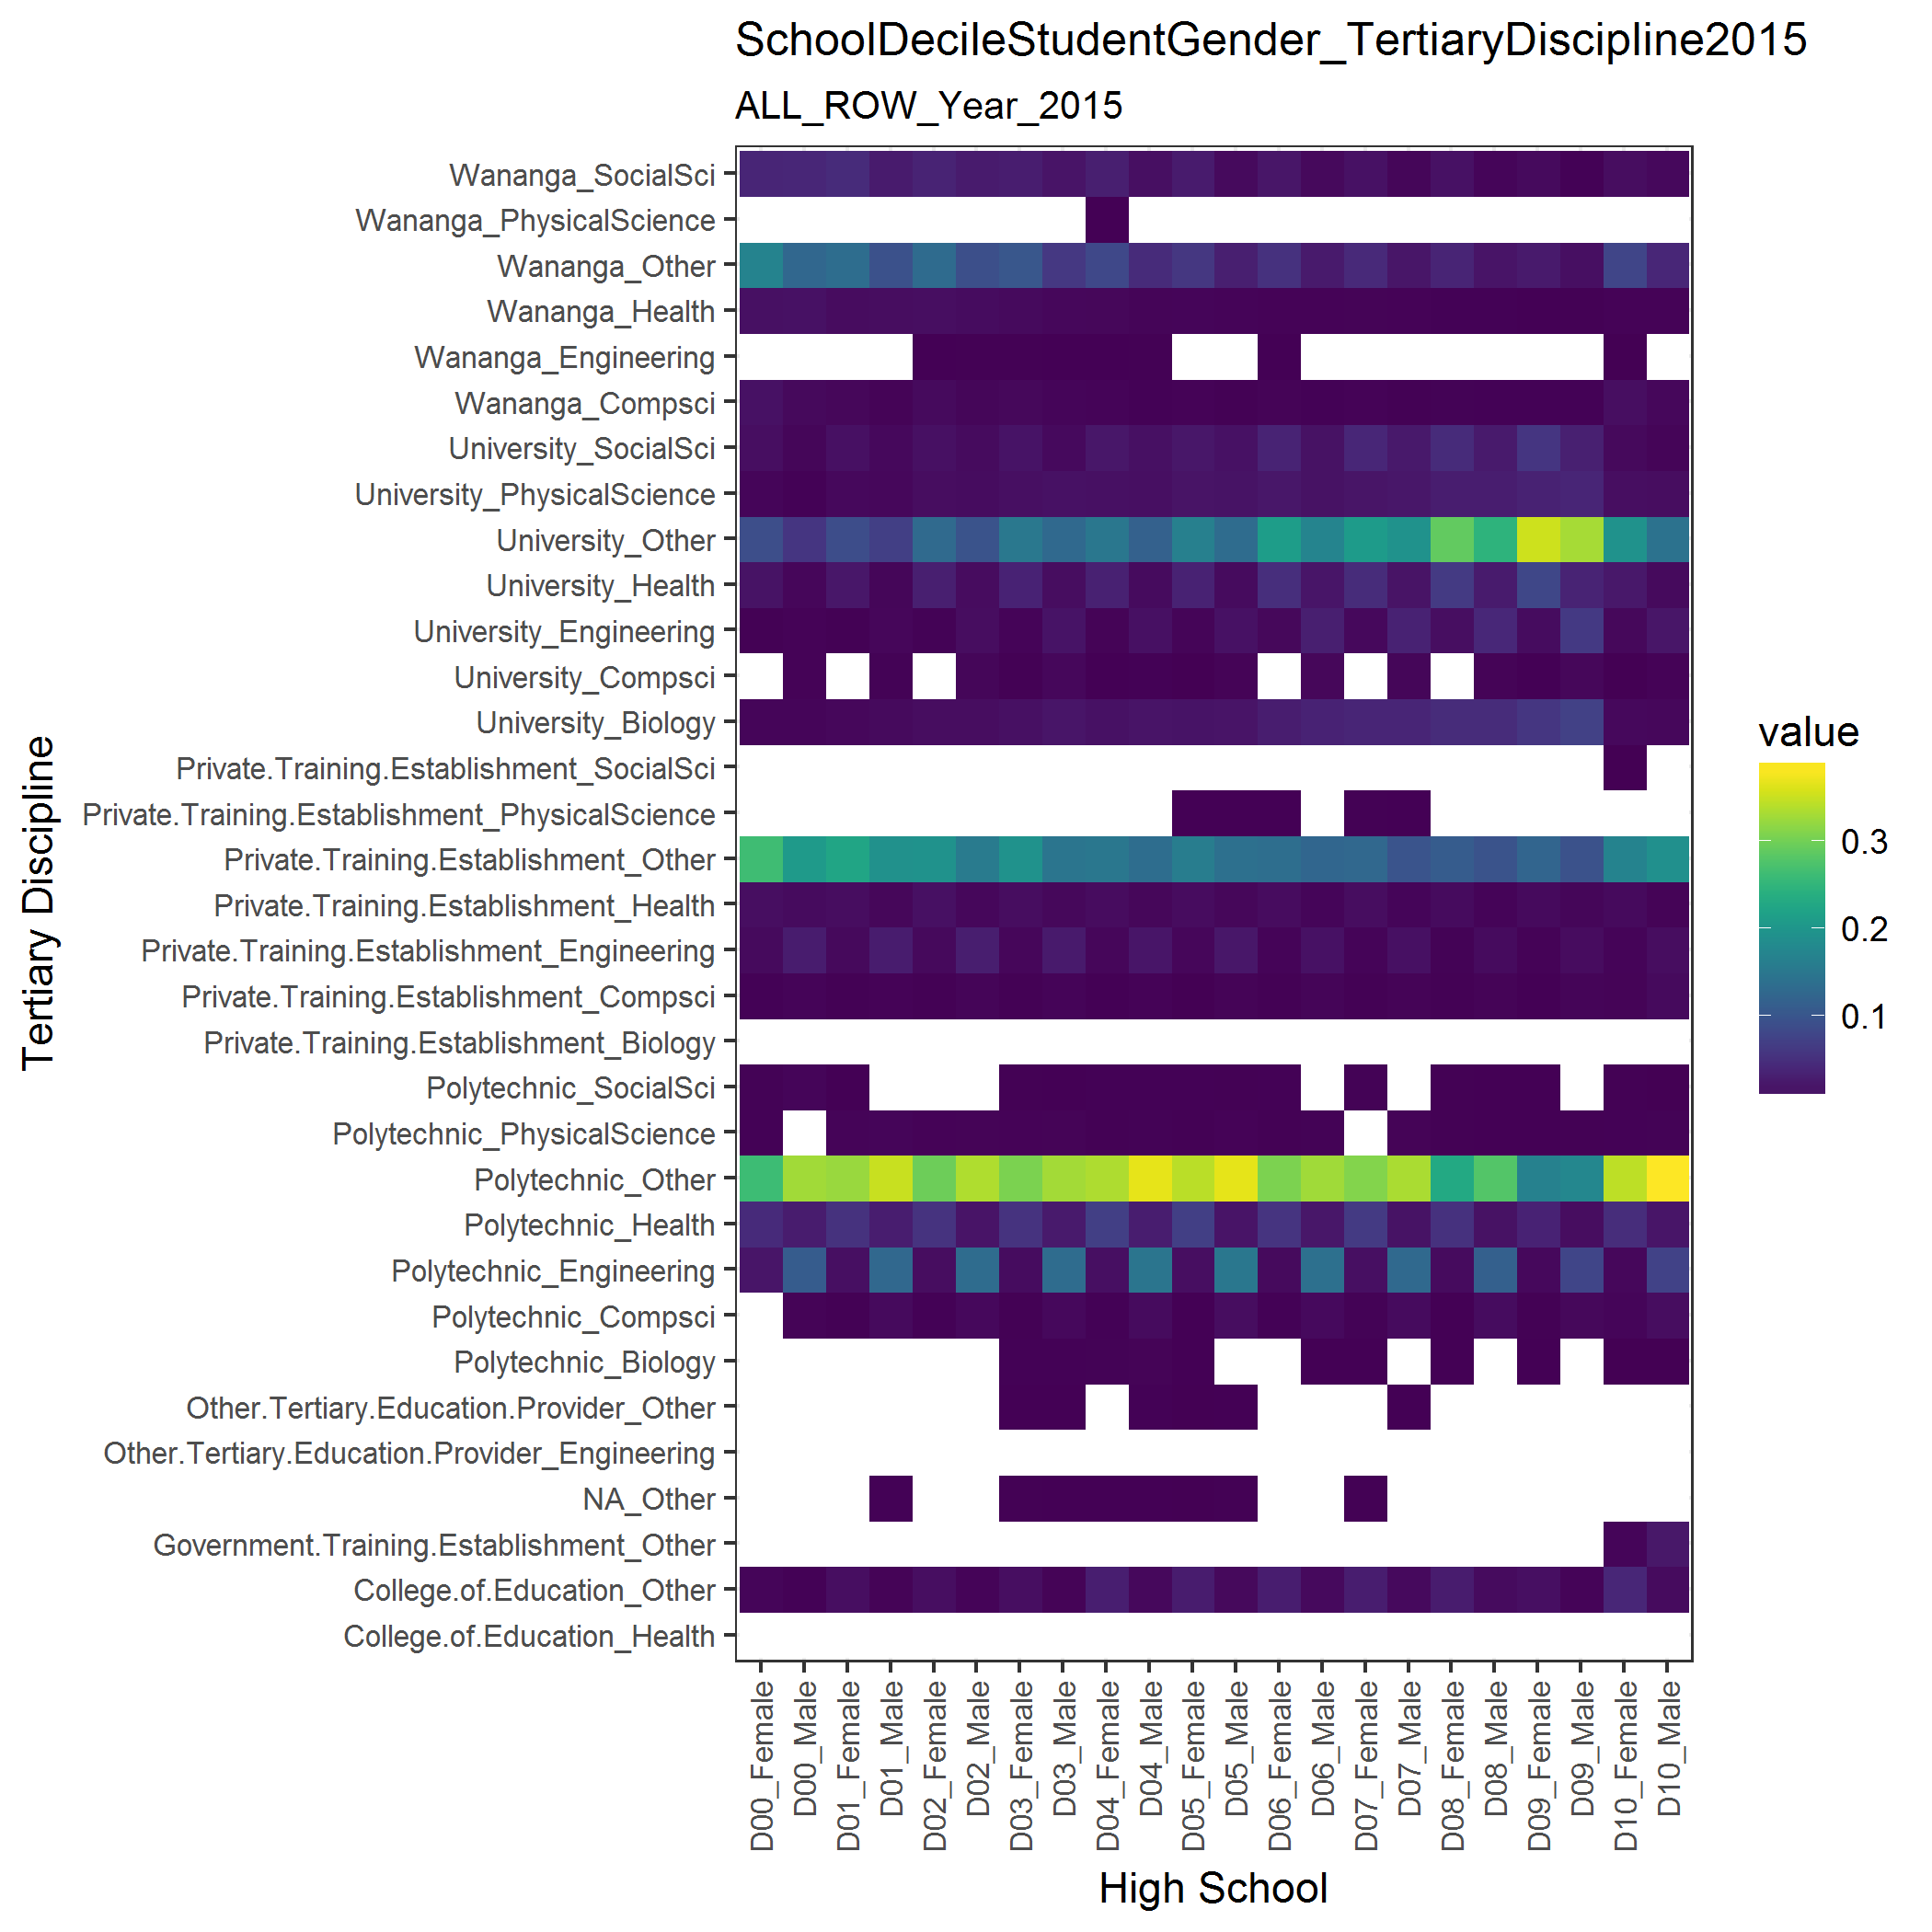 SchoolDecileStudentGender_TertiaryDiscipline2015
ALL_ROW_Year_2015
Tertiary Discipline
Wananga_SocialSci
Wananga_PhysicalScience
Wananga_Other
Wananga_Health
Wananga_Engineering
Wananga_Compsci
University_SocialSci
University_PhysicalScience
University_Other
University_Health
University_Engineering
University_Compsci
University_Biology
Private.Training.Establishment_SocialSci
Private.Training.Establishment_PhysicalScience
Private.Training.Establishment_Other
Private.Training.Establishment_Health
Private.Training.Establishment_Engineering
Private.Training.Establishment_Compsci
Private.Training.Establishment_Biology
Polytechnic_SocialSci
Polytechnic_PhysicalScience
Polytechnic_Other
Polytechnic_Health
Polytechnic_Engineering
Polytechnic_Compsci
Polytechnic_Biology
Other.Tertiary.Education.Provider_Other
Other.Tertiary.Education.Provider_Engineering
NA_Other
Government.Training.Establishment_Other
College.of.Education_Other
College.of.Education_Health
D00_Female
D00_Male
D01_Female
D01_Male
D02_Female
D02_Male
D03_Female
D03_Male
D04_Female
D04_Male
D05_Female
D05_Male
D06_Female
D06_Male
D07_Female
D07_Male
D08_Female
D08_Male
D09_Female
D09_Male
D10_Female
D10_Male
High School
value
0.3
0.2
0.1